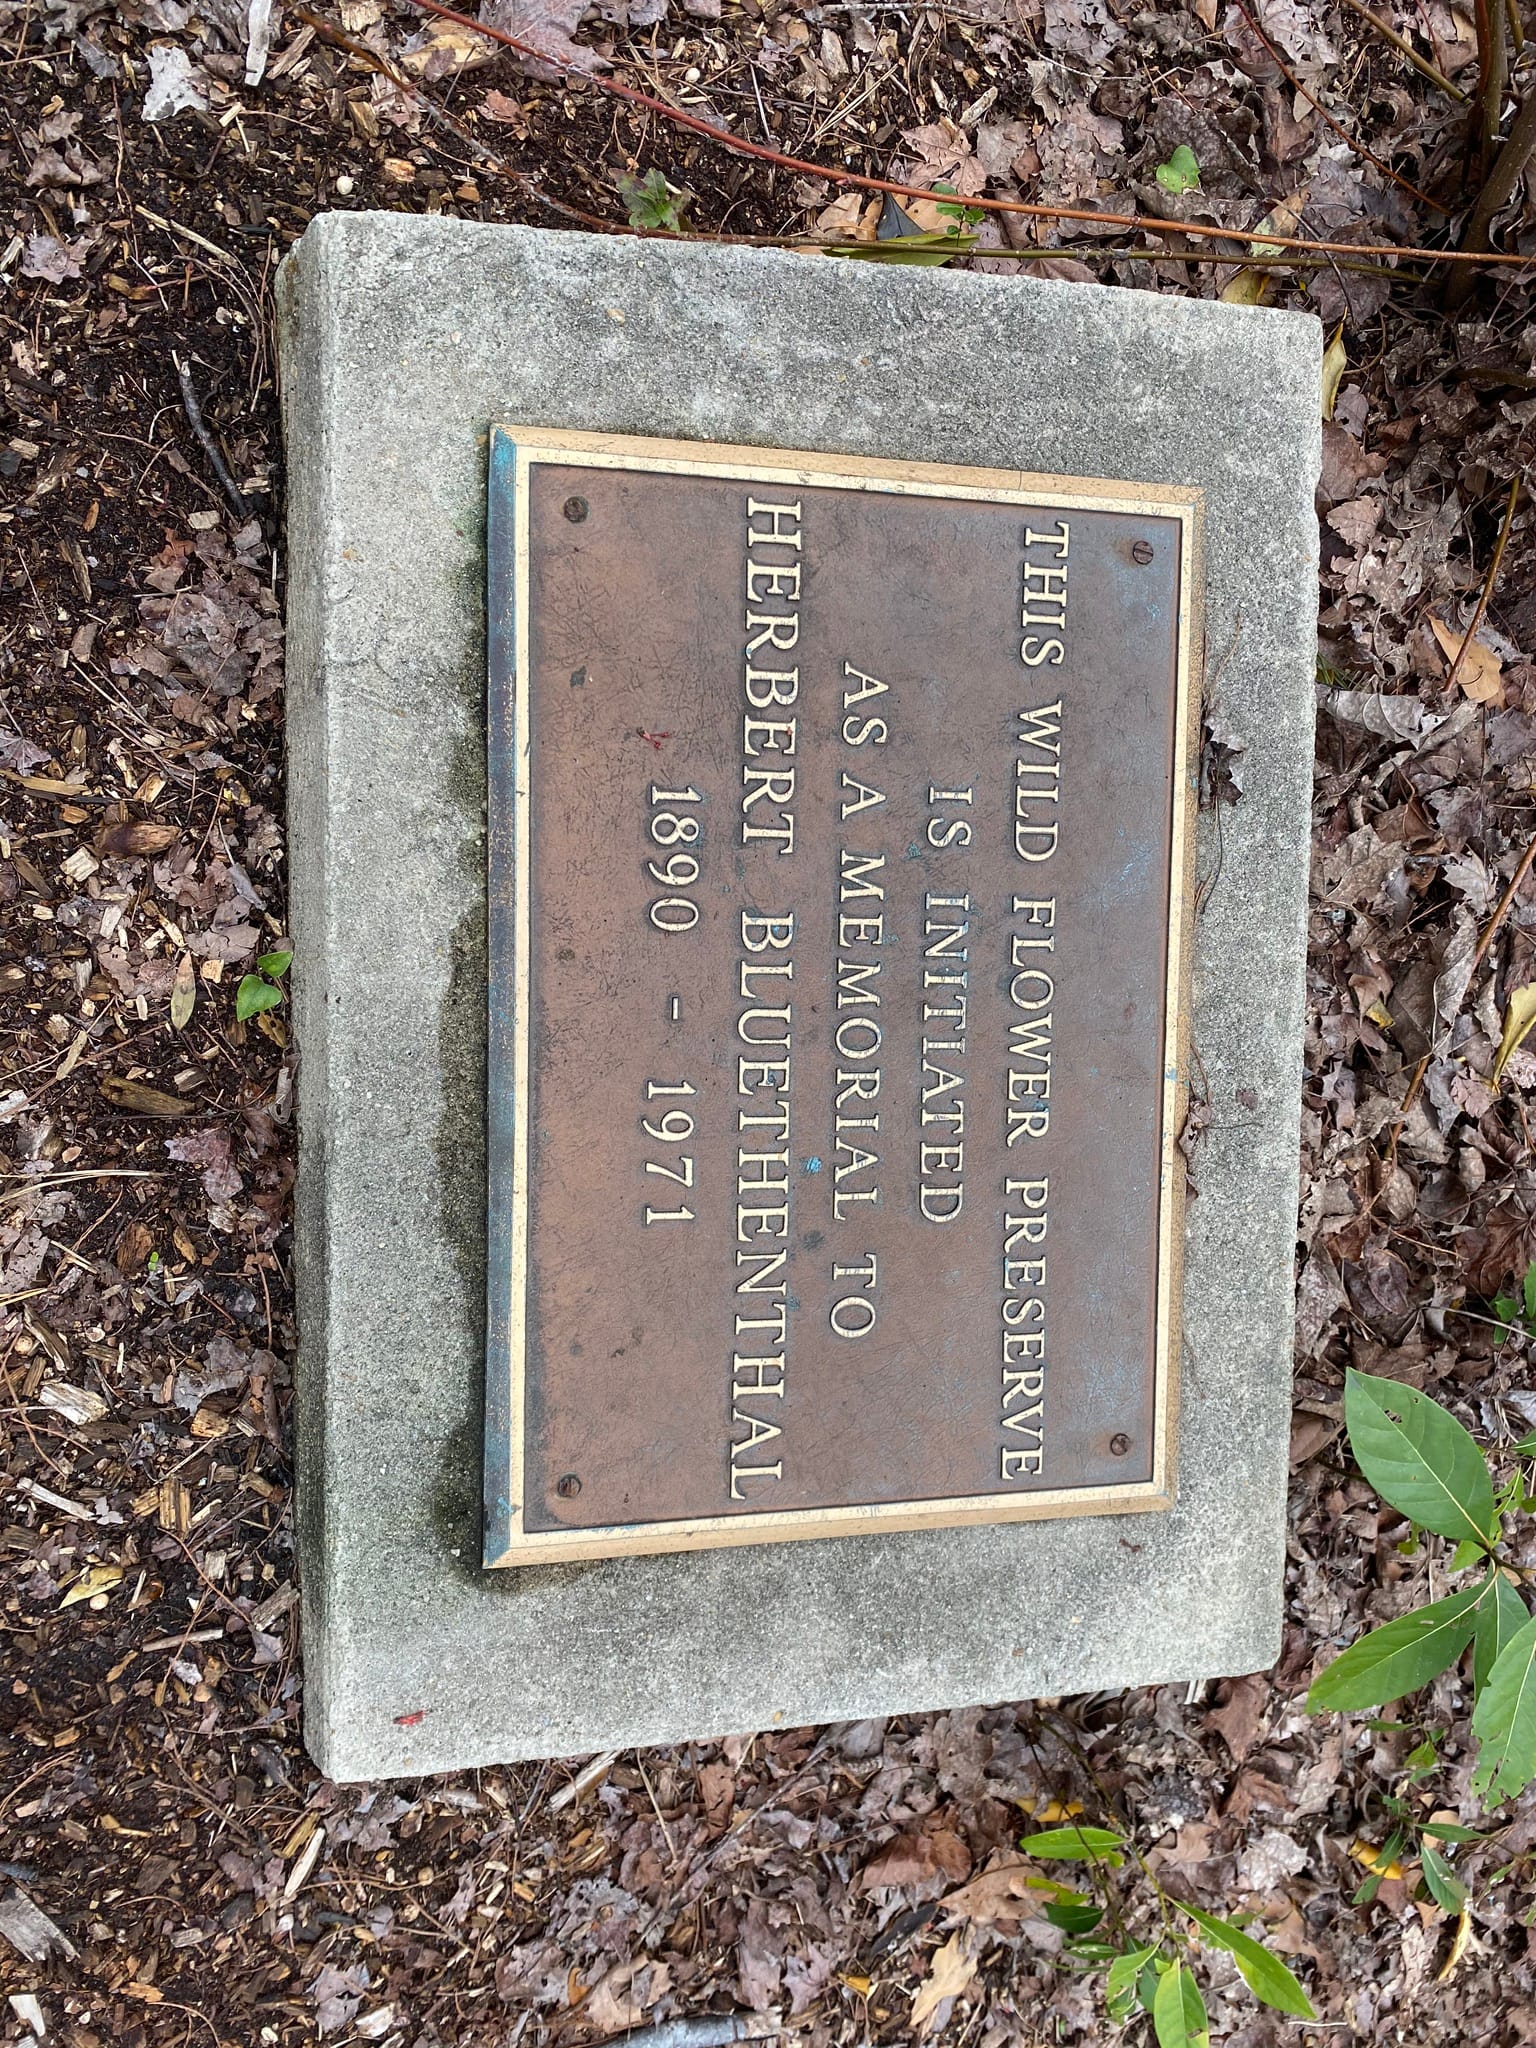 THIS WILD FLOWER PRESERVE
IS INITIATED
AS A MEMORIAL TO
HERBERT BLUETHENTHAL
1890 - 1971